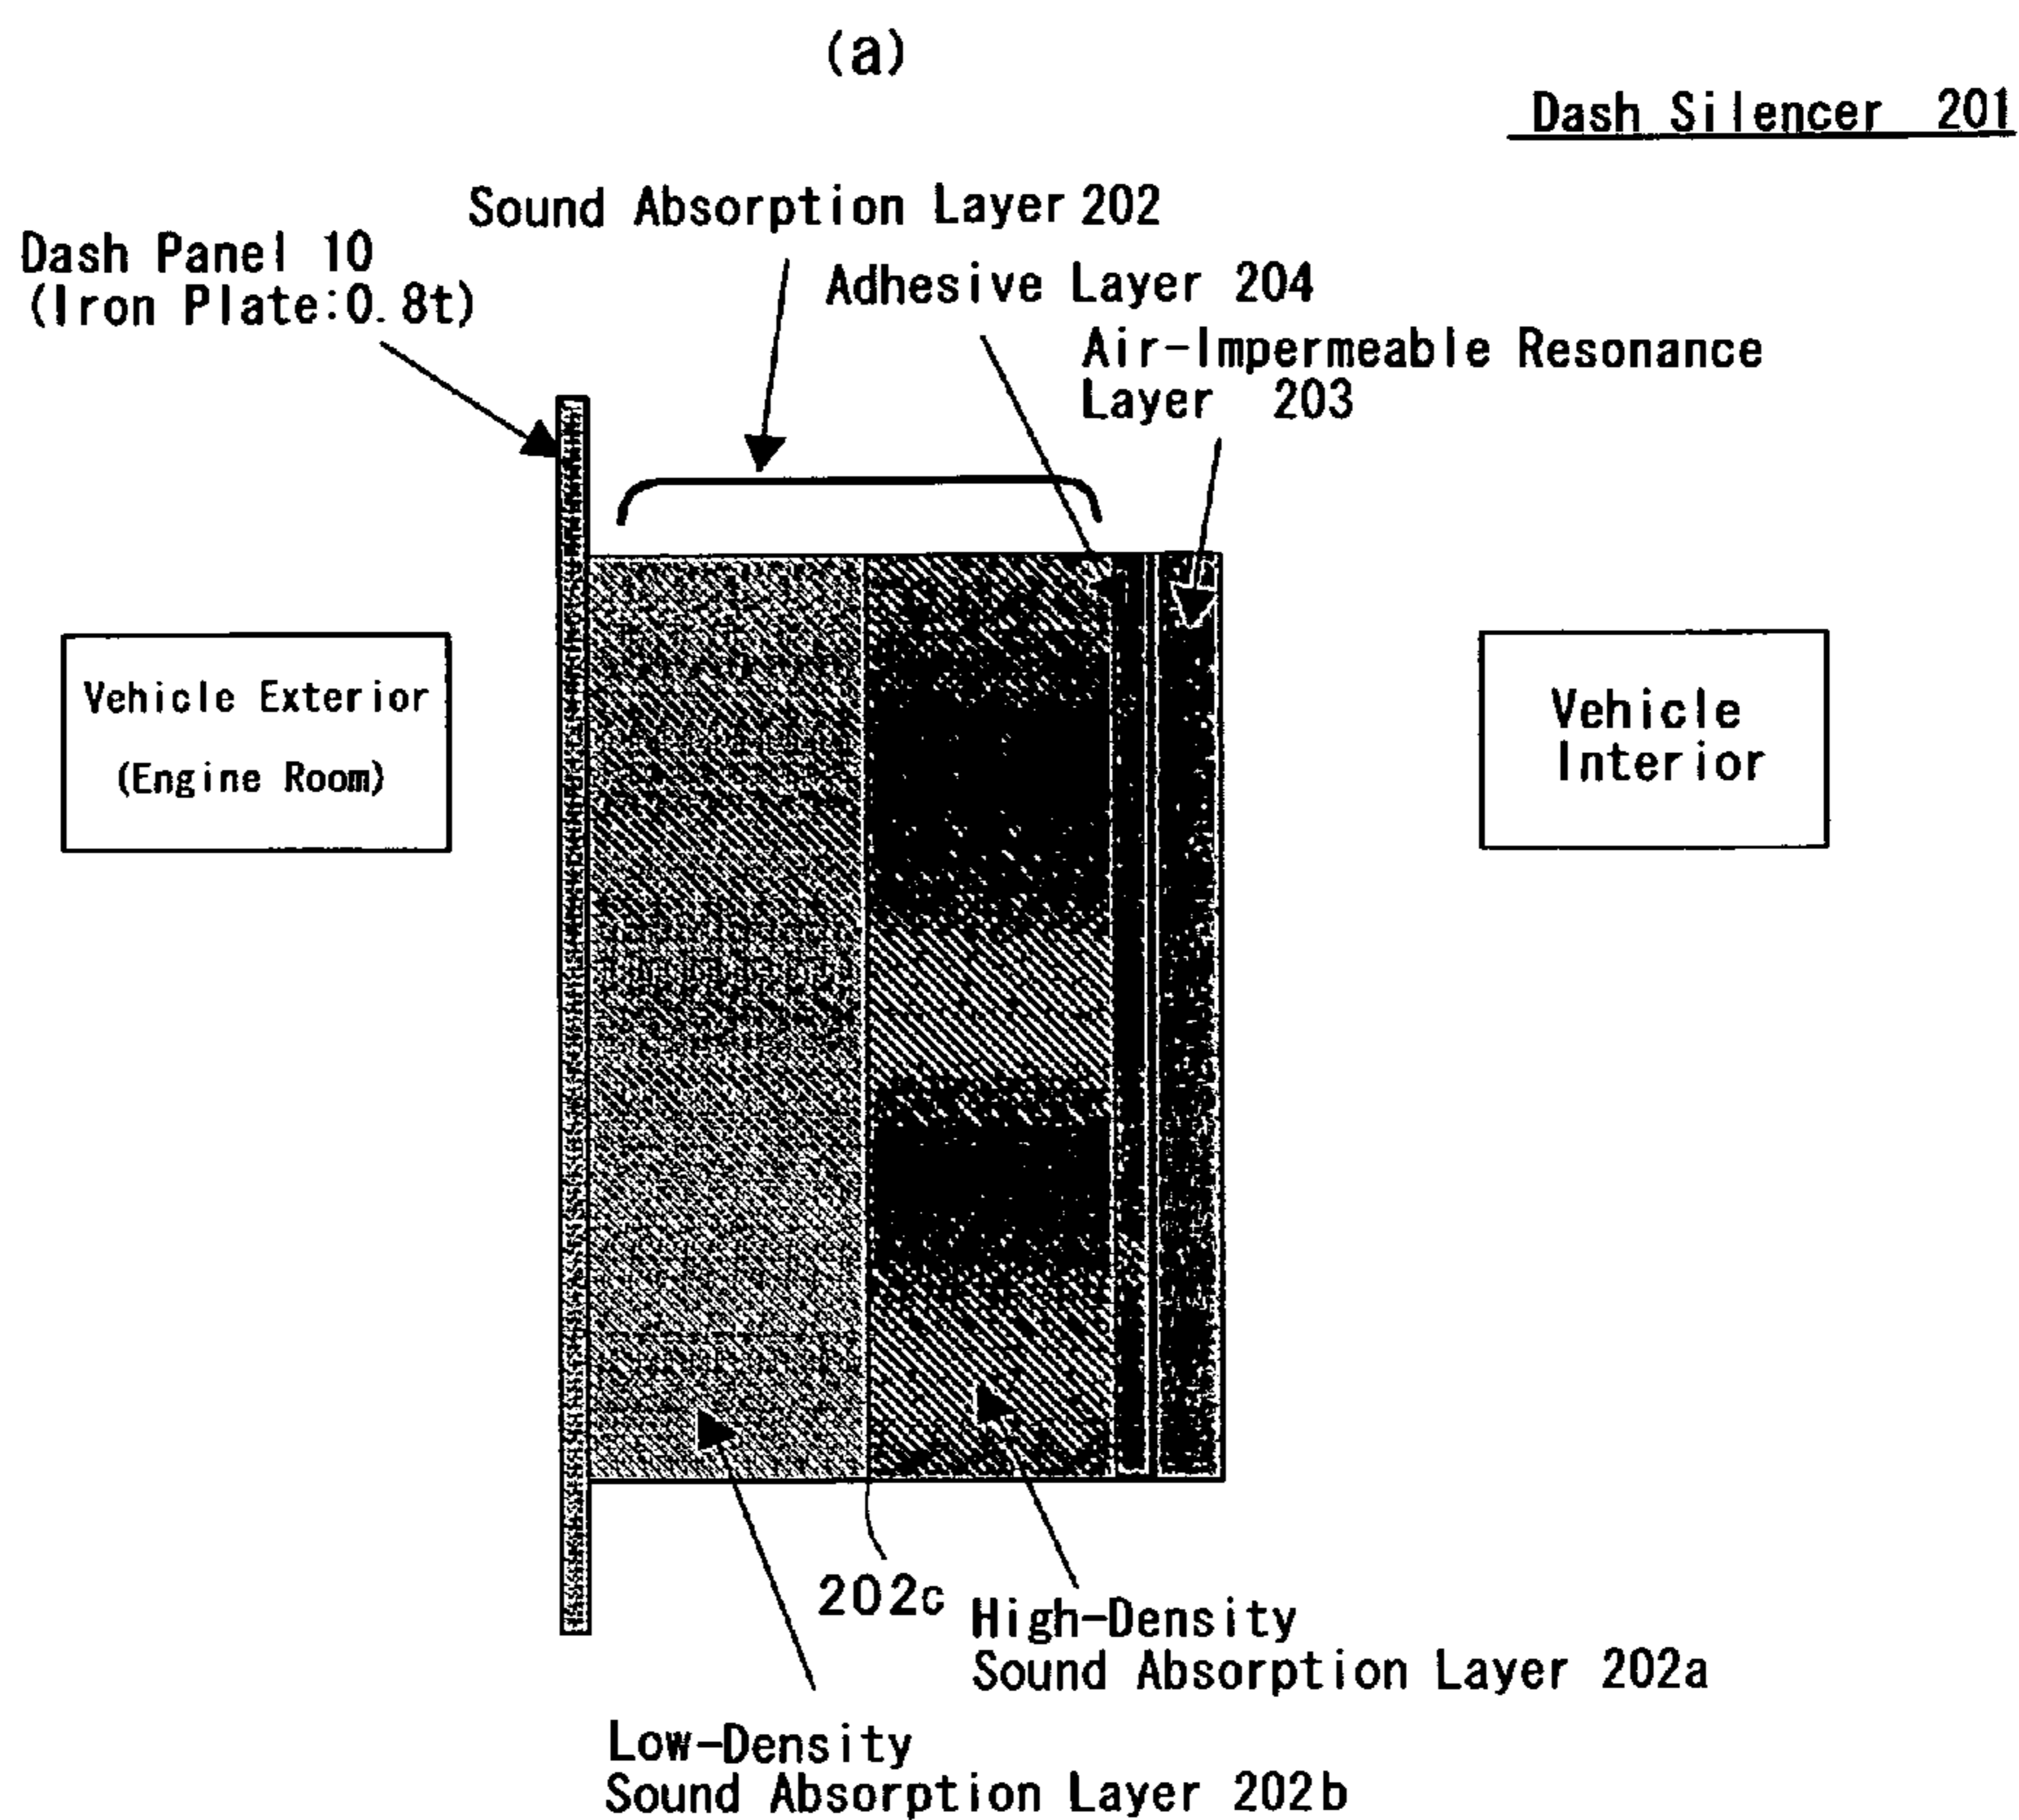 (a)
Dash Silencer 201
Sound Absorption Layer 202
Dash Panel 10
(Iron Plate:0.8t)
Adhesive Layer 204
Air-Impermeable Resonance
Layer 203
Vehicle Exterior
(Engine Room)
Vehicle
Interior
202c
High-Density
Sound Absorption Layer 202a
Low-Density
Sound Absorption Layer 202b